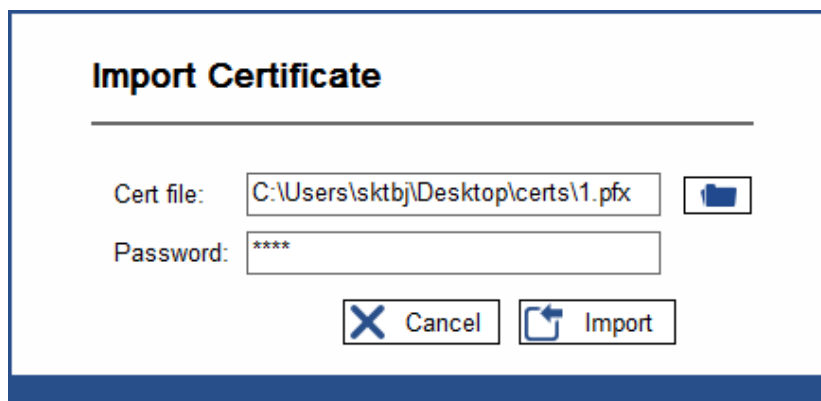 Import Certificate
Cert file: C:\Users\sktbj\Desktop\certs\1.pfx
Password: ****
Cancel Import